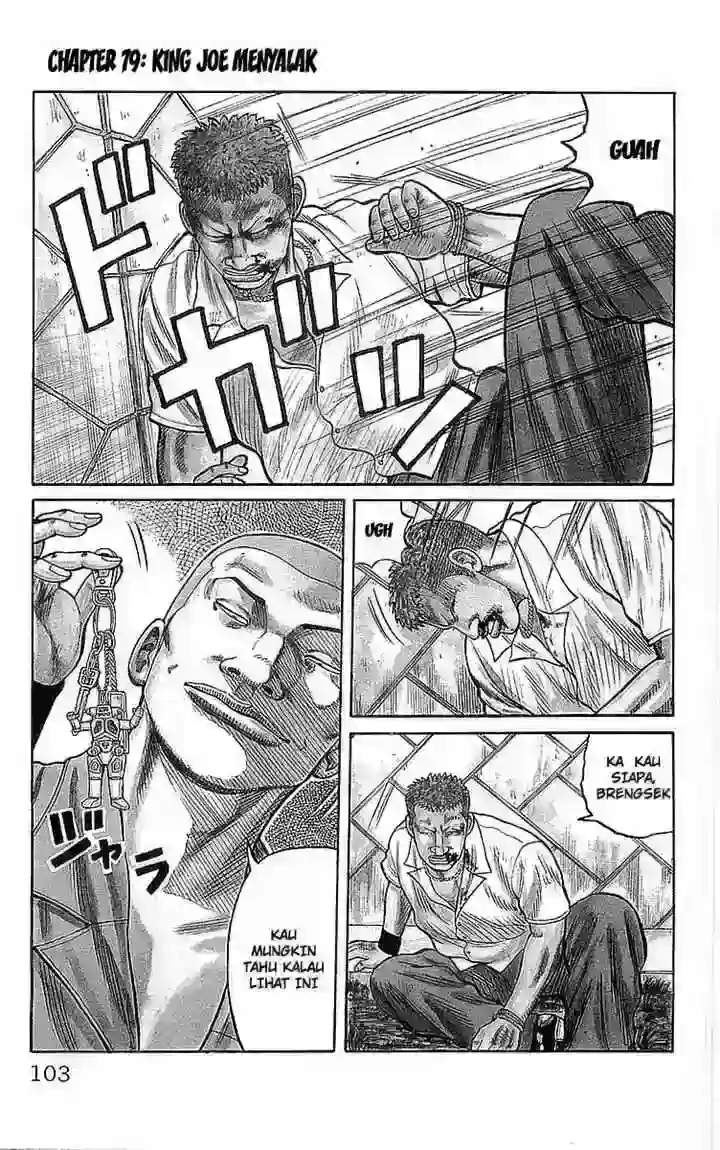 CHAPTER 79: KING JOE MENYALAK
GUAH
ドガガッ
UGH
KA KAU
SIAPA,
BRENGSEK
ジャラ
KAU
MUNGKIN
TAHU KALAU
LIHAT INI
103